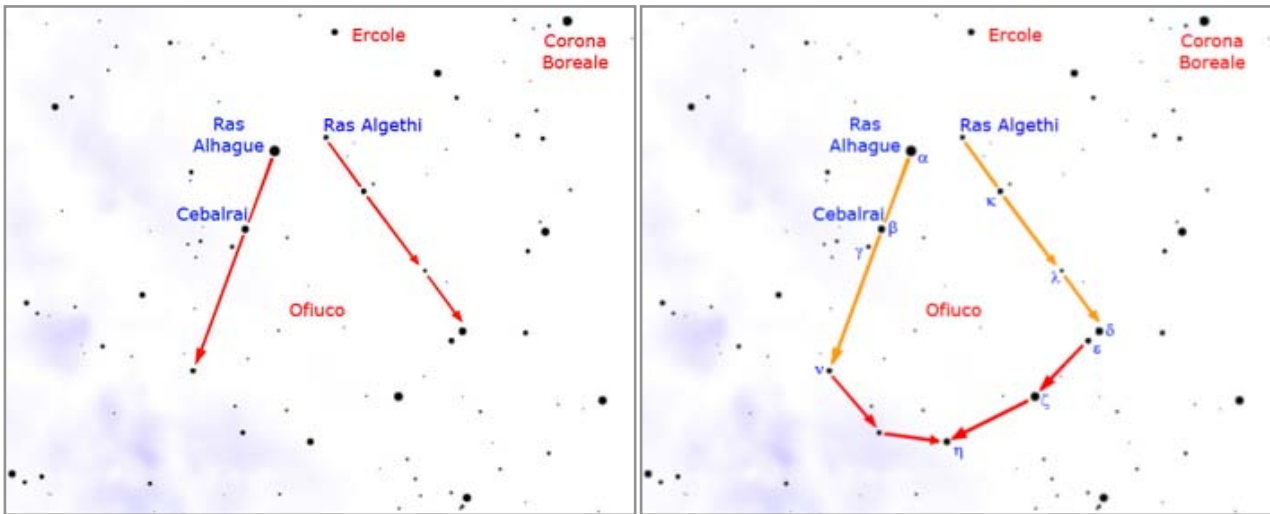 Ercole
Corona
Boreale
Ras
Alhague
Ras Algethi
Cebalrai
Ofiuco
Ercole
Corona
Boreale
Ras
Alhague
α
Ras Algethi
κ
Cebalrai
β
γ
λ
Ofiuco
δ
ε
ν
ζ
η